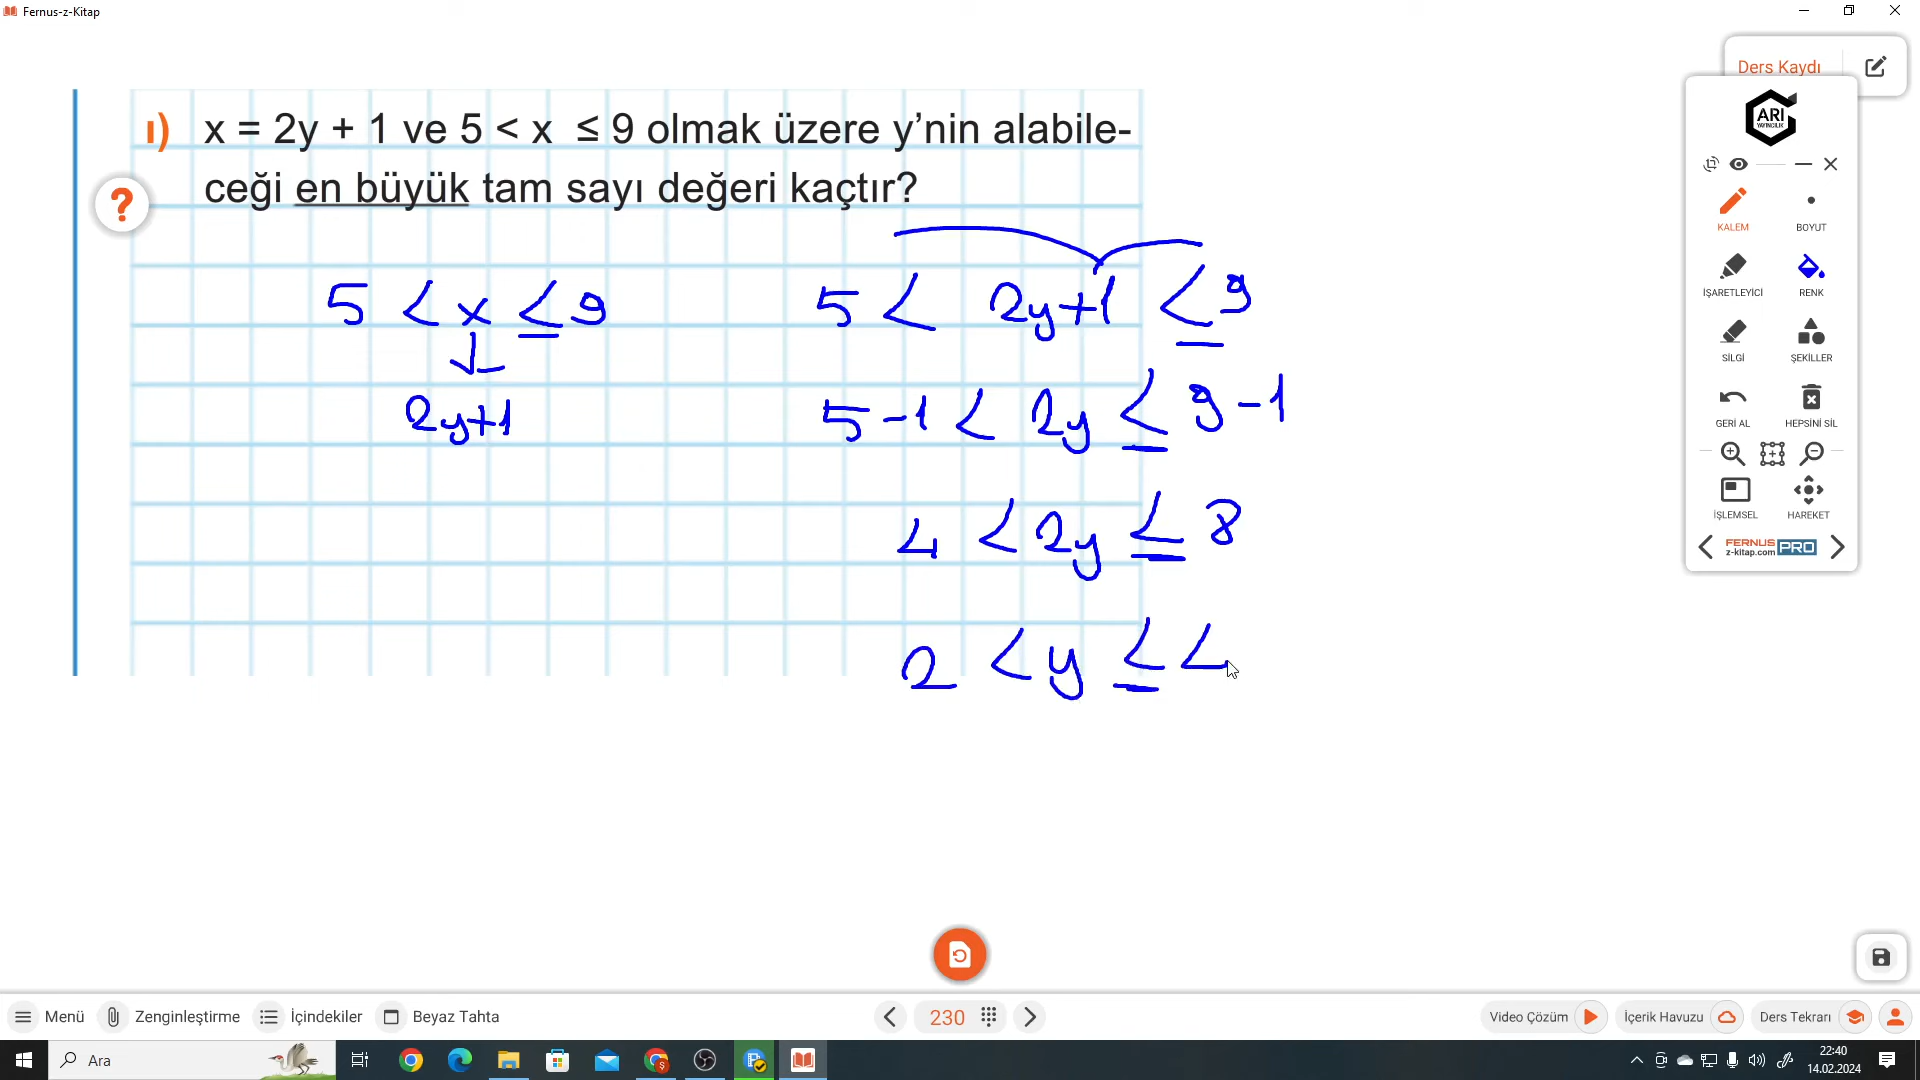 Fernus-z-Kitap
Ders Kaydı
ARI
YAYINCILIK
ı) x = 2y + 1 ve 5 < x ≤ 9 olmak üzere y’nin alabile-
ceği en büyük tam sayı değeri kaçtır?
?
5 < x ≤ 9
2y+1
5 < 2y+1 ≤ 9
5-1 < 2y ≤ 9-1
4 < 2y ≤ 8
2 < y ≤ <
KALEM
BOYUT
İŞARETLEYİCİ
RENK
SİLGİ
ŞEKİLLER
GERİ AL
HEPSİNİ SİL
İŞLEMSEL
HAREKET
FERNUS
z-kitap.com PRO
Menü
Zenginleştirme
İçindekiler
Beyaz Tahta
230
Video Çözüm
İçerik Havuzu
Ders Tekrarı
Ara
22:40
14.02.2024